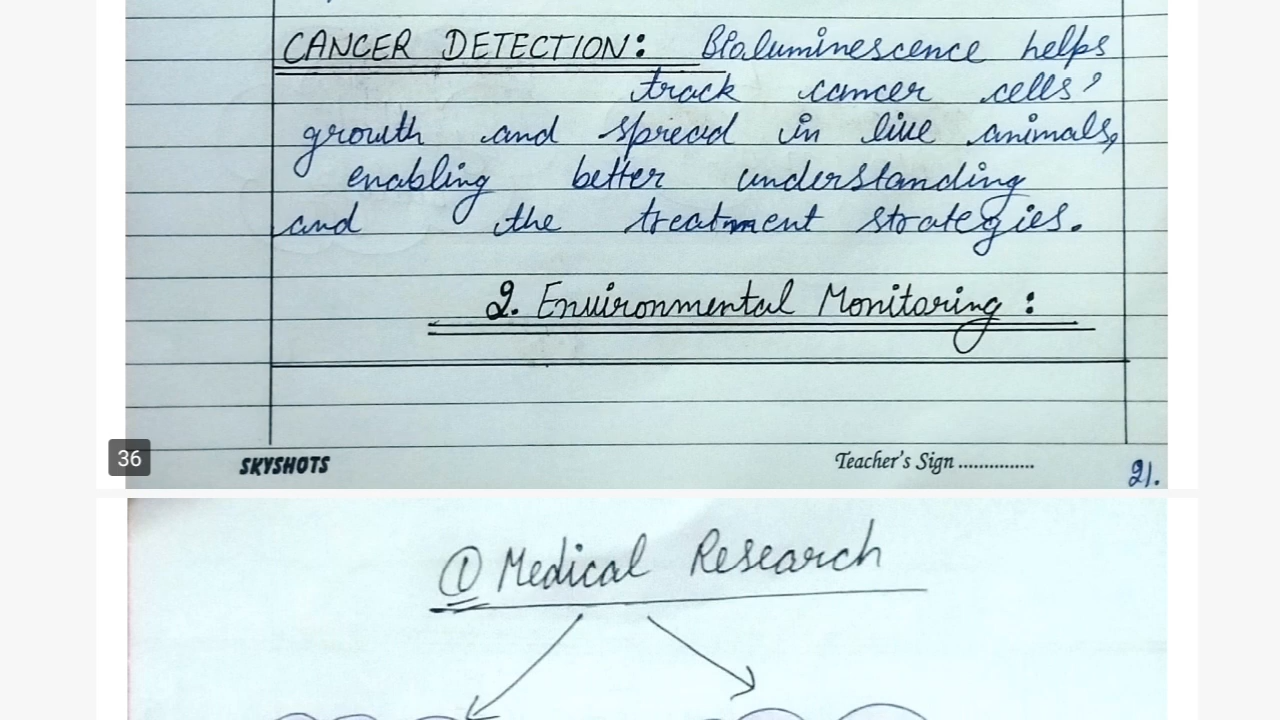 CANCER DETECTION: Bioluminescence helps
track cancer cells'
growth and spread in live animals,
enabling better understanding
and the treatment strategies.
2. Environmental Monitoring :
36
SKYSHOTS
Teacher's Sign ...............
21.
① Medical Research